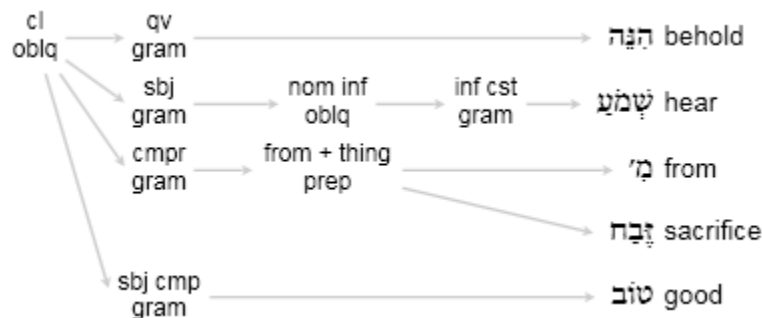 cl qv הִנֵּה behold
oblq gram
sbj nom inf inf cst שְׁמֹעַ hear
gram oblq gram
cmpr from + thing מִ׳ from
gram prep
זֶּבַח sacrifice
sbj cmp טוֹב good
gram